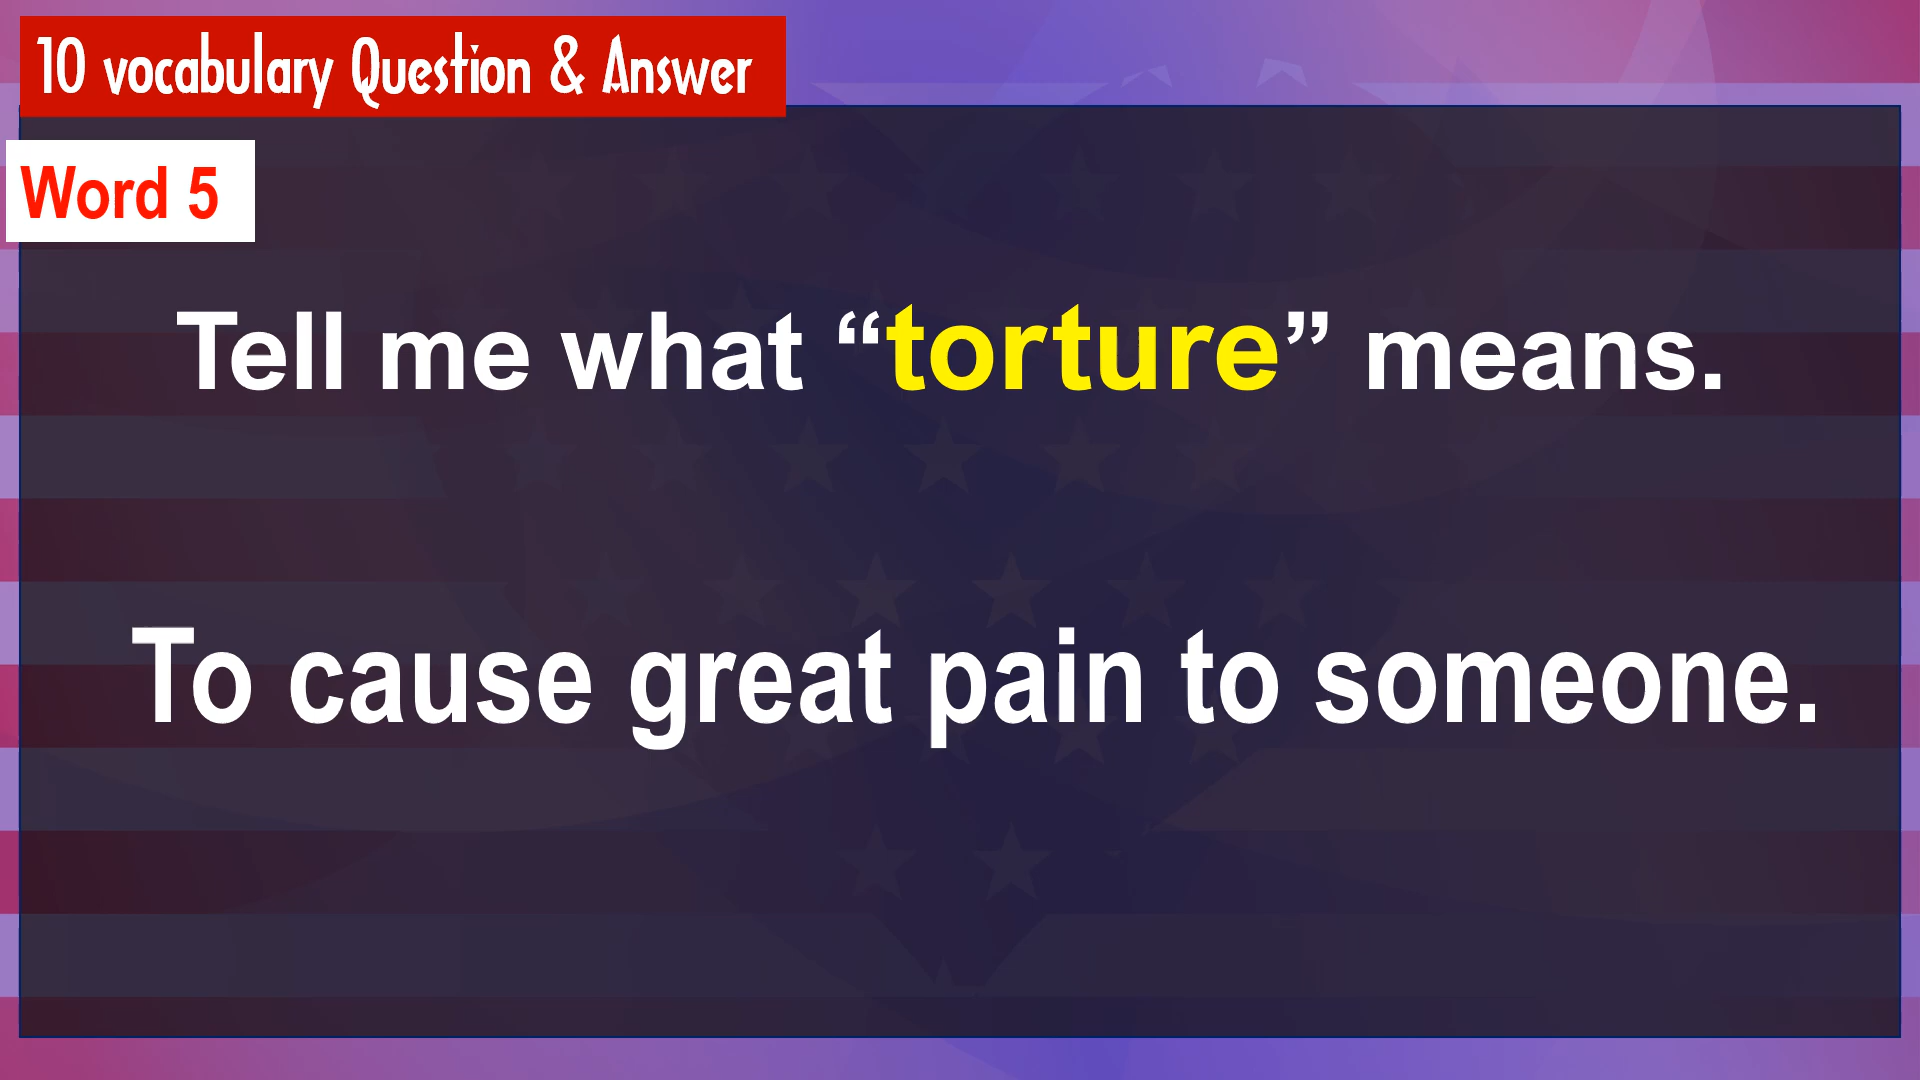 10 vocabulary Question & Answer
Word 5
Tell me what “torture” means.
To cause great pain to someone.